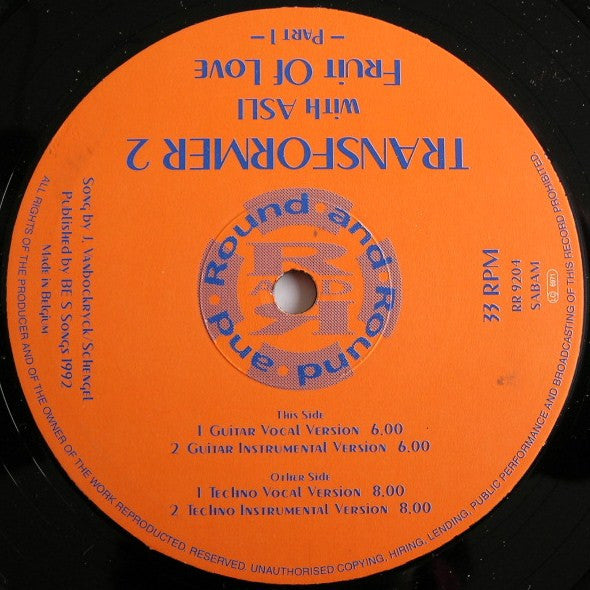 TRANSFORMER 2
with ASLI
Fruit Of Love
– Part 1 –
Round and Round and
R
AND
R
Song by J. Vanbockryck/Schengel
Published by BE S Songs 1992
Made in Belgium
33 RPM
RR 9204
SABAM
This Side
1 Guitar Vocal Version 6.00
2 Guitar Instrumental Version 6.00
Other Side
1 Techno Vocal Version 8.00
2 Techno Instrumental Version 8.00
ALL RIGHTS OF THE PRODUCER AND OF THE OWNER OF THE WORK REPRODUCED. RESERVED. UNAUTHORISED COPYING, HIRING, LENDING, PUBLIC PERFORMANCE AND BROADCASTING OF THIS RECORD PROHIBITED.